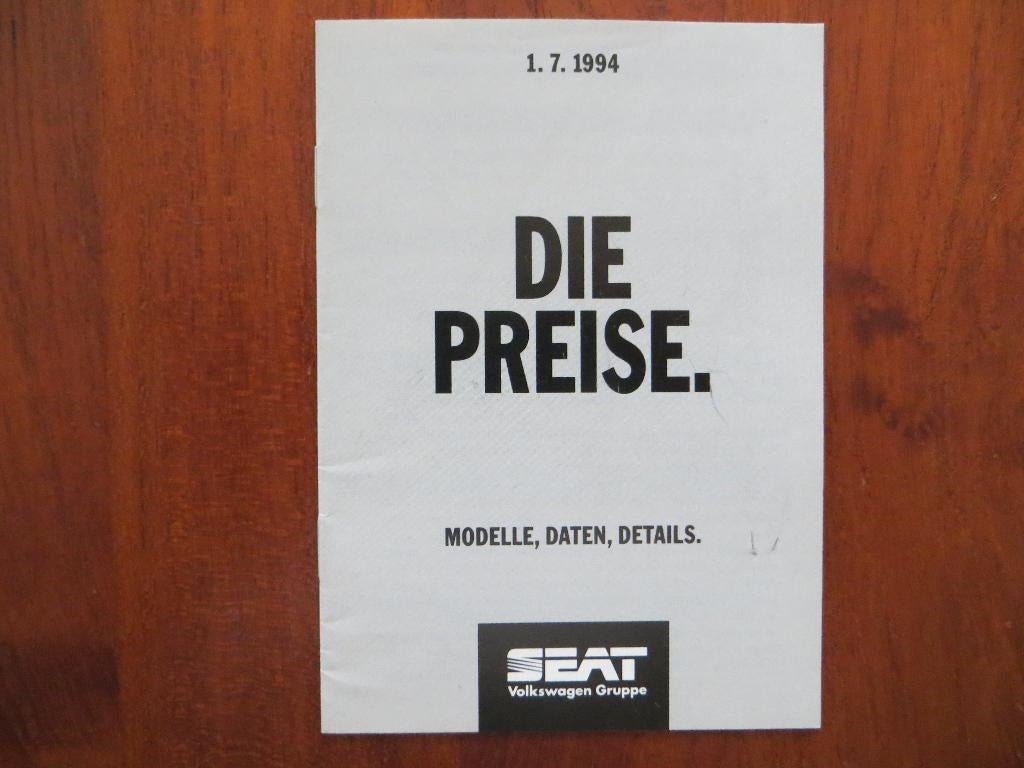 1. 7. 1994
DIE
PREISE.
MODELLE, DATEN, DETAILS.
SEAT
Volkswagen Gruppe